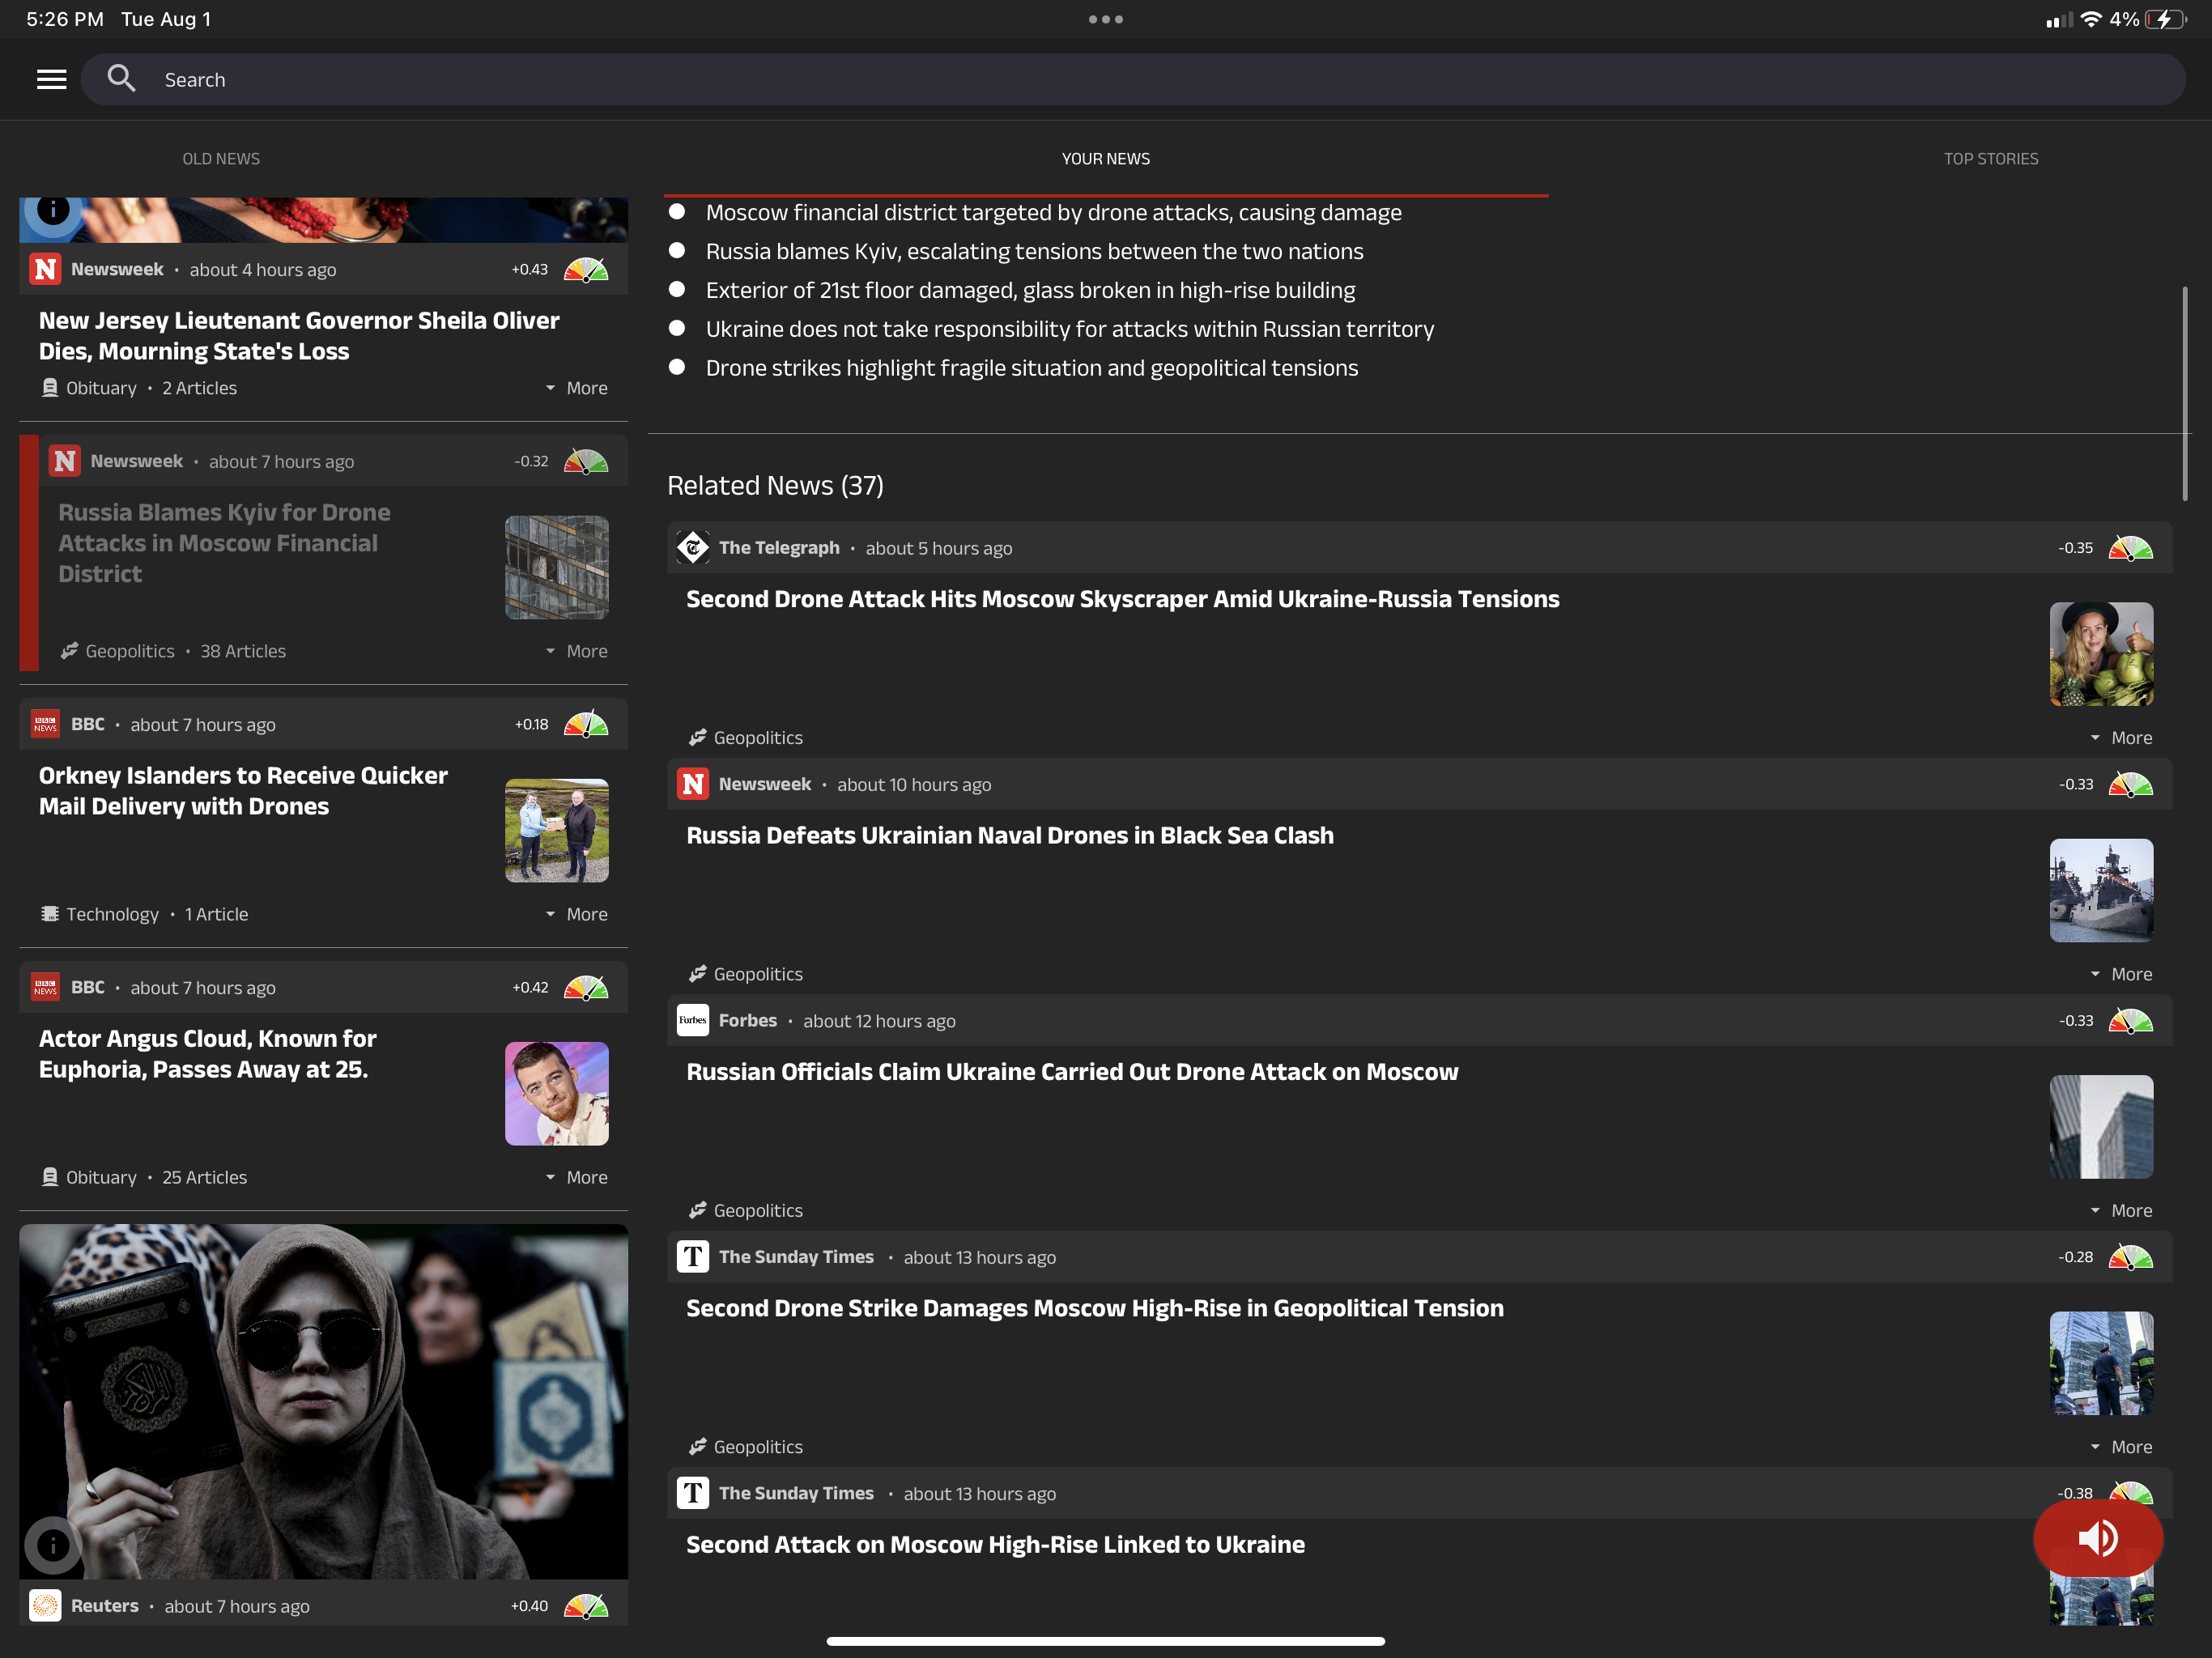 5:26 PM Tue Aug 1
4%
Search
OLD NEWS
YOUR NEWS
TOP STORIES
N Newsweek • about 4 hours ago +0.43
New Jersey Lieutenant Governor Sheila Oliver
Dies, Mourning State's Loss
Obituary • 2 Articles More
N Newsweek • about 7 hours ago -0.32
Russia Blames Kyiv for Drone
Attacks in Moscow Financial
District
Geopolitics • 38 Articles More
BBC NEWS BBC • about 7 hours ago +0.18
Orkney Islanders to Receive Quicker
Mail Delivery with Drones
Technology • 1 Article More
BBC NEWS BBC • about 7 hours ago +0.42
Actor Angus Cloud, Known for
Euphoria, Passes Away at 25.
Obituary • 25 Articles More
Reuters • about 7 hours ago +0.40
Moscow financial district targeted by drone attacks, causing damage
Russia blames Kyiv, escalating tensions between the two nations
Exterior of 21st floor damaged, glass broken in high-rise building
Ukraine does not take responsibility for attacks within Russian territory
Drone strikes highlight fragile situation and geopolitical tensions
Related News (37)
The Telegraph • about 5 hours ago -0.35
Second Drone Attack Hits Moscow Skyscraper Amid Ukraine-Russia Tensions
Geopolitics More
N Newsweek • about 10 hours ago -0.33
Russia Defeats Ukrainian Naval Drones in Black Sea Clash
Geopolitics More
Forbes Forbes • about 12 hours ago -0.33
Russian Officials Claim Ukraine Carried Out Drone Attack on Moscow
Geopolitics More
T The Sunday Times • about 13 hours ago -0.28
Second Drone Strike Damages Moscow High-Rise in Geopolitical Tension
Geopolitics More
T The Sunday Times • about 13 hours ago -0.38
Second Attack on Moscow High-Rise Linked to Ukraine